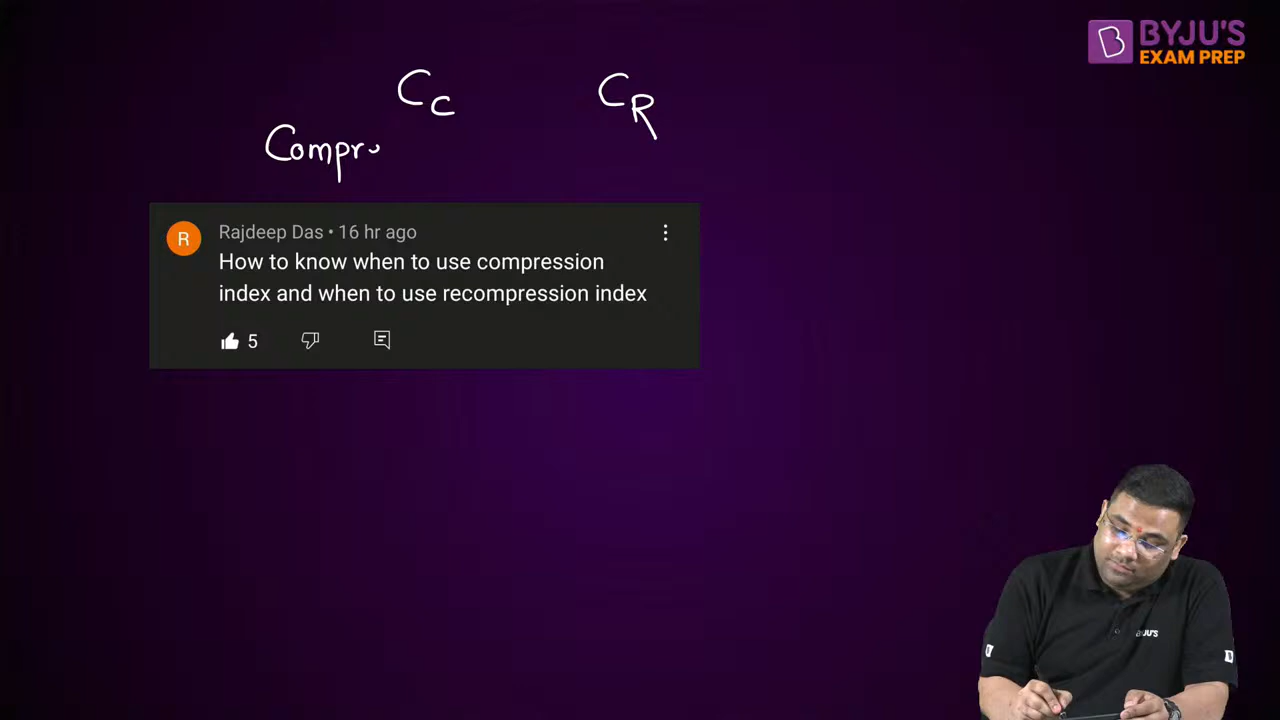 BYJU'S
EXAM PREP
Cc CR
Compr
Rajdeep Das • 16 hr ago
R
How to know when to use compression
index and when to use recompression index
5
BYJU'S